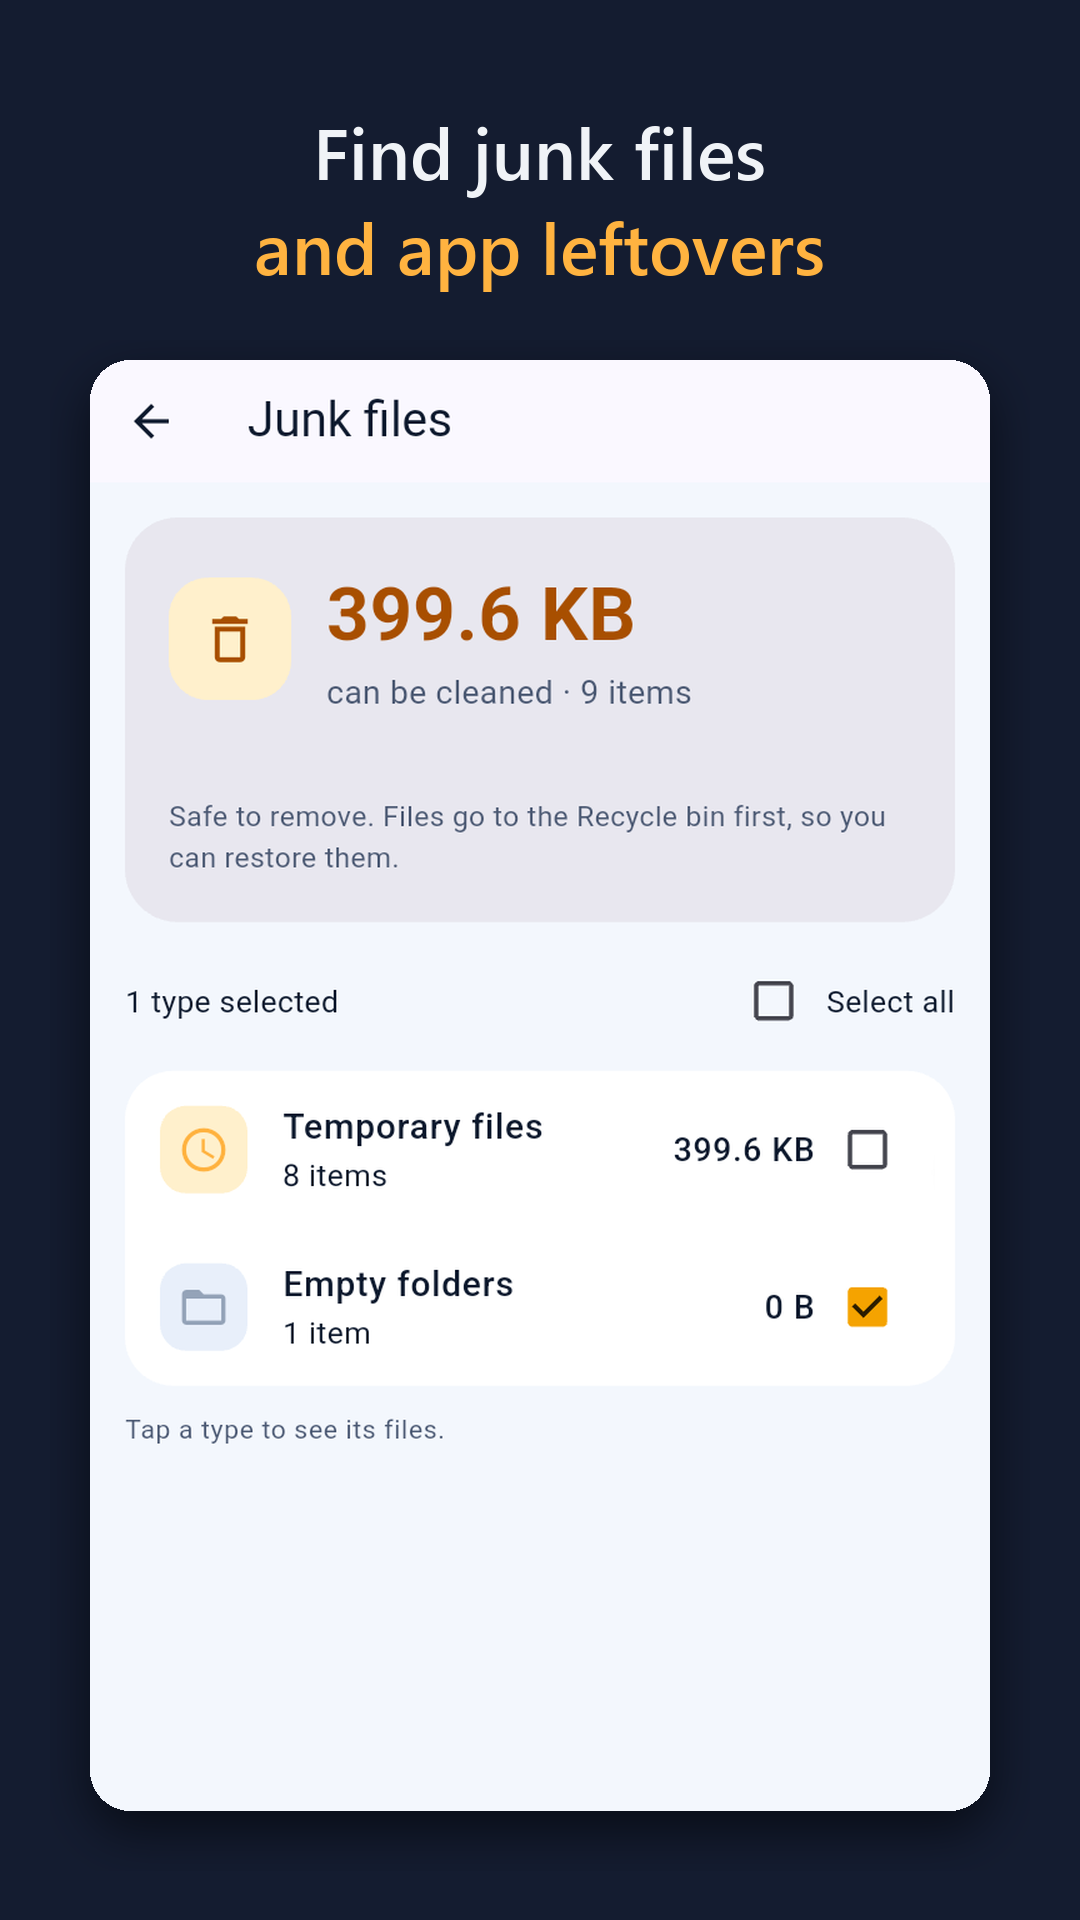 Find junk files
and app leftovers
Junk files
399.6 KB
can be cleaned · 9 items
Safe to remove. Files go to the Recycle bin first, so you
can restore them.
1 type selected
Select all
Temporary files
399.6 KB
8 items
Empty folders
0 B
1 item
Tap a type to see its files.